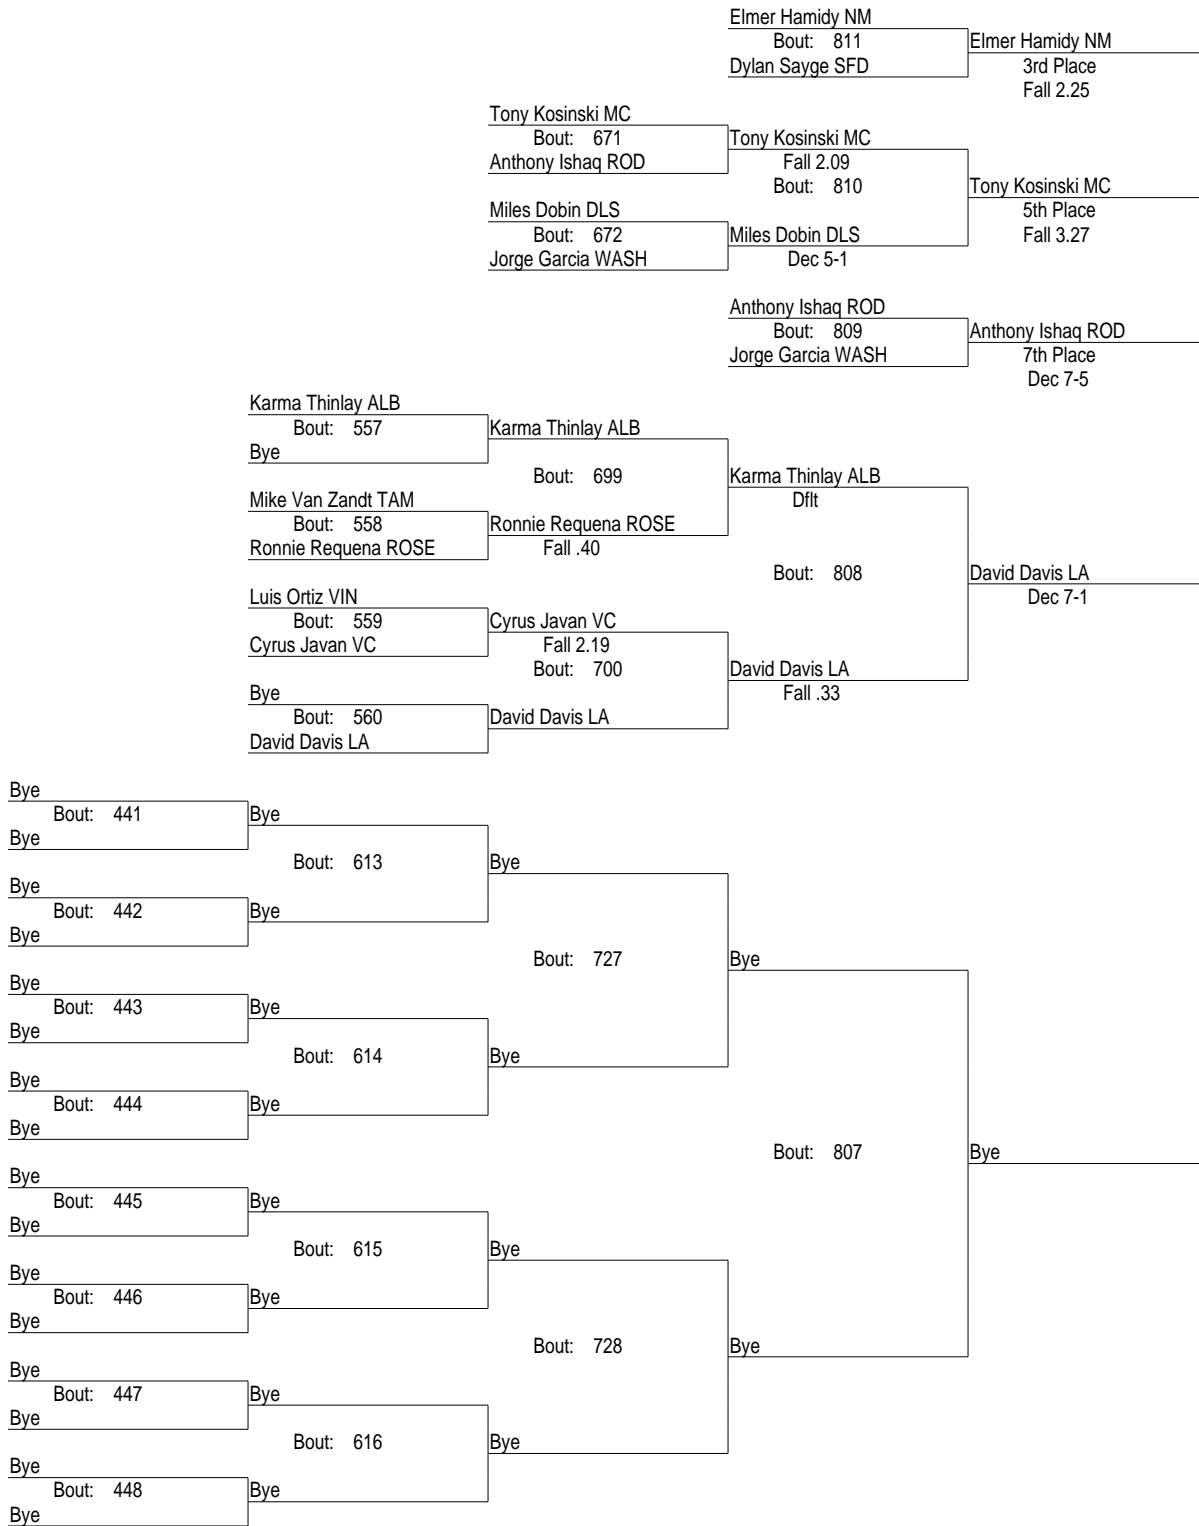 Elmer Hamidy NM
Bout: 811
Dylan Sayge SFD
Elmer Hamidy NM
3rd Place
Fall 2.25
Tony Kosinski MC
Bout: 671
Anthony Ishaq ROD
Tony Kosinski MC
Fall 2.09
Bout: 810
Tony Kosinski MC
5th Place
Fall 3.27
Miles Dobin DLS
Bout: 672
Jorge Garcia WASH
Miles Dobin DLS
Dec 5-1
Anthony Ishaq ROD
Bout: 809
Jorge Garcia WASH
Anthony Ishaq ROD
7th Place
Dec 7-5
Karma Thinlay ALB
Bout: 557
Bye
Karma Thinlay ALB
Bout: 699
Karma Thinlay ALB
Dflt
Mike Van Zandt TAM
Bout: 558
Ronnie Requena ROSE
Ronnie Requena ROSE
Fall .40
Bout: 808
David Davis LA
Dec 7-1
Luis Ortiz VIN
Bout: 559
Cyrus Javan VC
Cyrus Javan VC
Fall 2.19
Bout: 700
David Davis LA
Fall .33
Bye
Bout: 560
David Davis LA
David Davis LA
Bye
Bout: 441
Bye
Bye
Bout: 613
Bye
Bye
Bout: 442
Bye
Bye
Bout: 727
Bye
Bye
Bout: 443
Bye
Bye
Bout: 614
Bye
Bye
Bout: 444
Bye
Bye
Bout: 807
Bye
Bye
Bout: 445
Bye
Bye
Bout: 615
Bye
Bye
Bout: 446
Bye
Bye
Bout: 728
Bye
Bye
Bout: 447
Bye
Bye
Bout: 616
Bye
Bye
Bout: 448
Bye
Bye